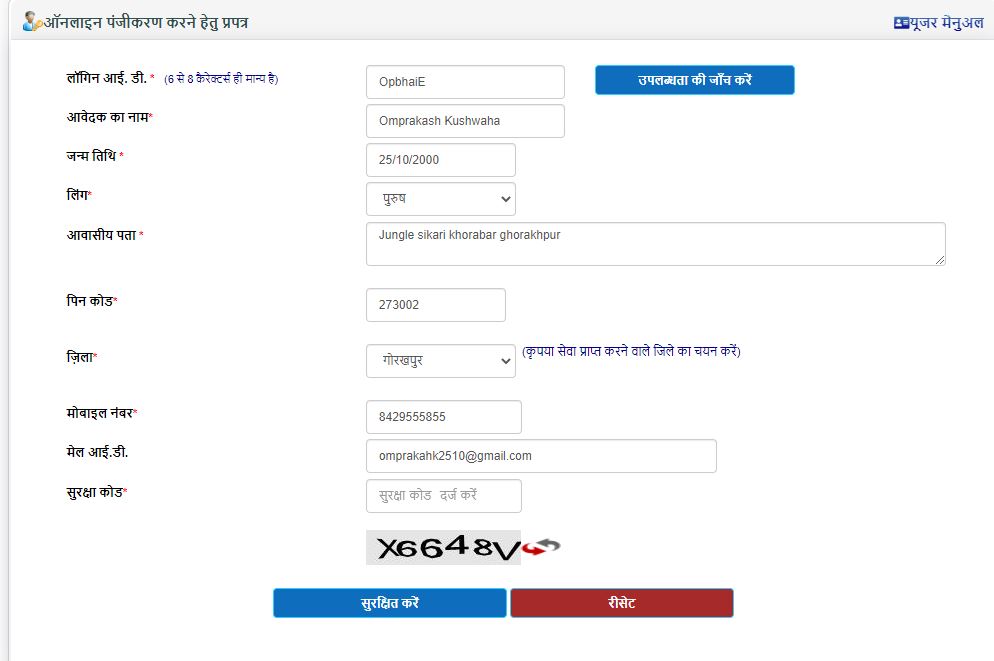 ऑनलाइन पंजीकरण करने हेतु प्रपत्र
यूजर मेनुअल
लॉगिन आई. डी. * (6 से 8 कैरेक्टर्स ही मान्य है)
OpbhaiE
उपलब्धता की जाँच करें
आवेदक का नाम*
Omprakash Kushwaha
जन्म तिथि *
25/10/2000
लिंग*
पुरुष
आवासीय पता *
Jungle sikari khorabar ghorakhpur
पिन कोड*
273002
ज़िला*
गोरखपुर
(कृपया सेवा प्राप्त करने वाले जिले का चयन करें)
मोबाइल नंबर*
8429555855
मेल आई.डी.
omprakahk2510@gmail.com
सुरक्षा कोड*
सुरक्षा कोड दर्ज करें
X6648V
सुरक्षित करें
रीसेट